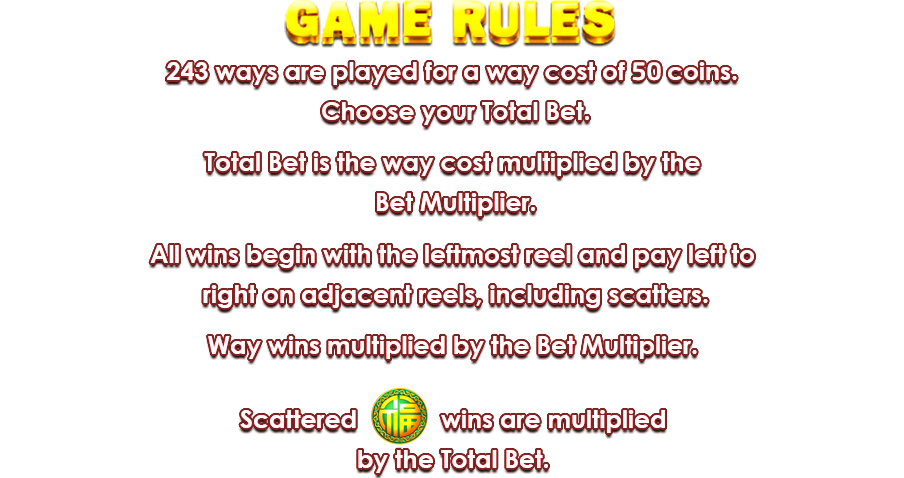 GAME RULES
243 ways are played for a way cost of 50 coins.
Choose your Total Bet.
Total Bet is the way cost multiplied by the
Bet Multiplier.
All wins begin with the leftmost reel and pay left to
right on adjacent reels, including scatters.
Way wins multiplied by the Bet Multiplier.
Scattered 福 wins are multiplied
by the Total Bet.